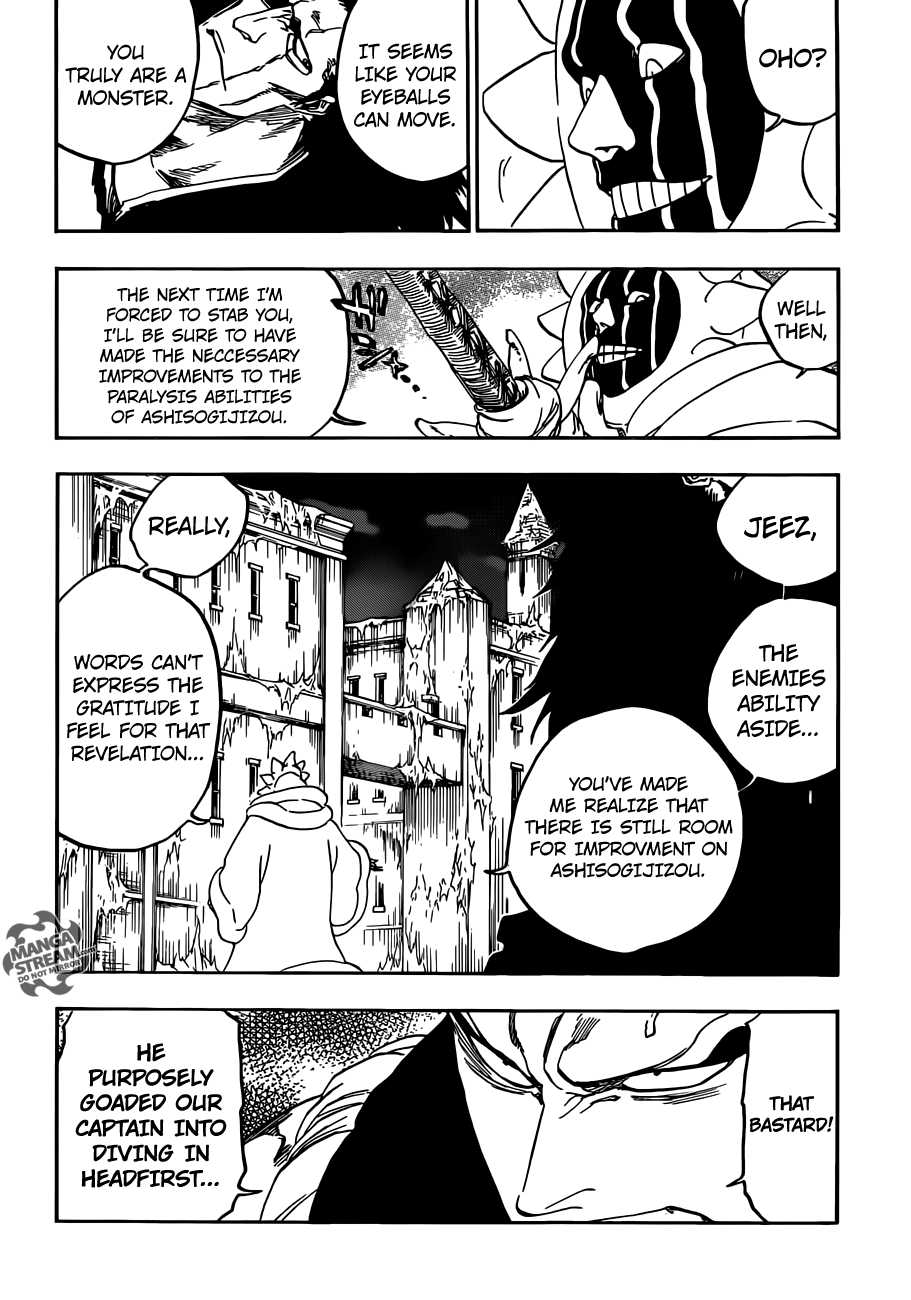 OHO?
IT SEEMS
LIKE YOUR
EYEBALLS
CAN MOVE.
YOU
TRULY ARE A
MONSTER.
WELL
THEN,
THE NEXT TIME I'M
FORCED TO STAB YOU,
I'LL BE SURE TO HAVE
MADE THE NECCESSARY
IMPROVEMENTS TO THE
PARALYSIS ABILITIES
OF ASHISOGIJIZOU.
JEEZ,
THE
ENEMIES
ABILITY
ASIDE...
YOU'VE MADE
ME REALIZE THAT
THERE IS STILL ROOM
FOR IMPROVMENT ON
ASHISOGIJIZOU.
REALLY,
WORDS CAN'T
EXPRESS THE
GRATITUDE I
FEEL FOR THAT
REVELATION...
MANGA
STREAM.com
DO NOT MIRROR
THAT
BASTARD!
HE
PURPOSELY
GOADED OUR
CAPTAIN INTO
DIVING IN
HEADFIRST...